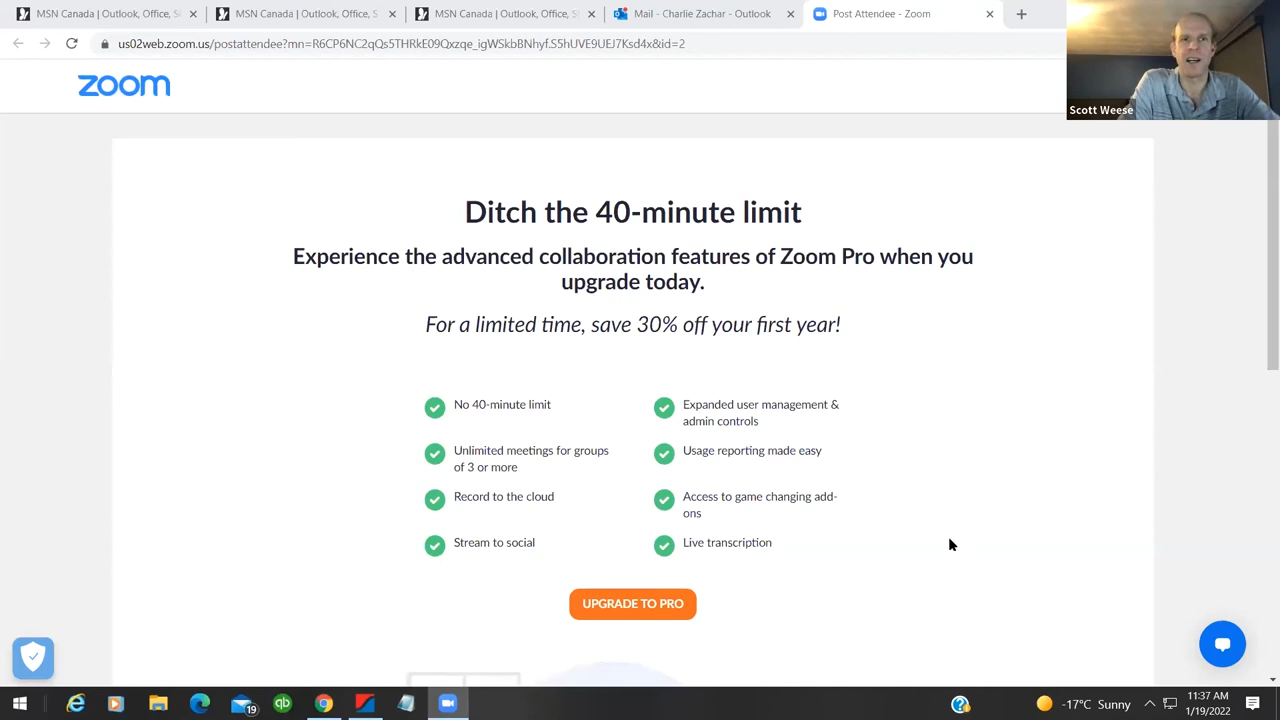 MSN Canada | Outlook, Office, S
MSN Canada | Outlook, Office, S
MSN Canada | Outlook, Office, S
Mail - Charlie Zachar - Outlook
Post Attendee - Zoom
us02web.zoom.us/postattendee?mn=R6CP6NC2qQs5THRK09Qxzqe_igWSkbBNhyf.S5hUVE9UEJ7Ksd4x&id=2
zoom
Scott Weese
Ditch the 40-minute limit
Experience the advanced collaboration features of Zoom Pro when you
upgrade today.
For a limited time, save 30% off your first year!
No 40-minute limit
Expanded user management &
admin controls
Unlimited meetings for groups
of 3 or more
Usage reporting made easy
Record to the cloud
Access to game changing add-
ons
Stream to social
Live transcription
UPGRADE TO PRO
19
qb
-17°C Sunny
11:37 AM
1/19/2022